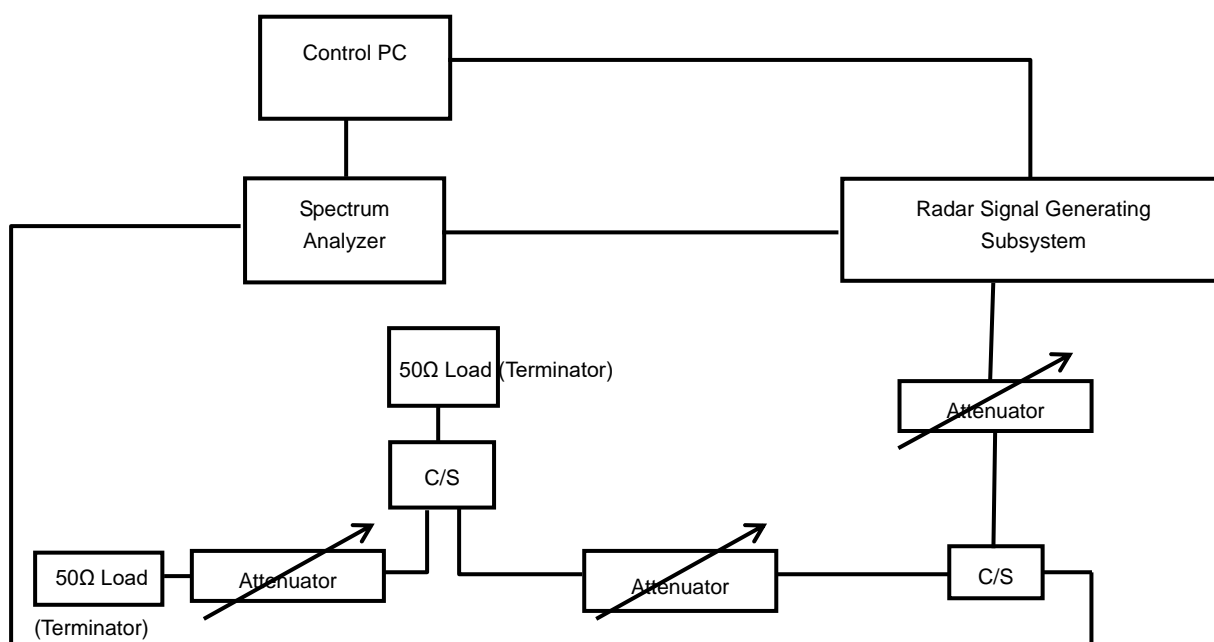 Control PC
Spectrum
Analyzer
Radar Signal Generating
Subsystem
50Ω Load (Terminator)
Attenuator
C/S
50Ω Load
(Terminator)
Attenuator
Attenuator
C/S